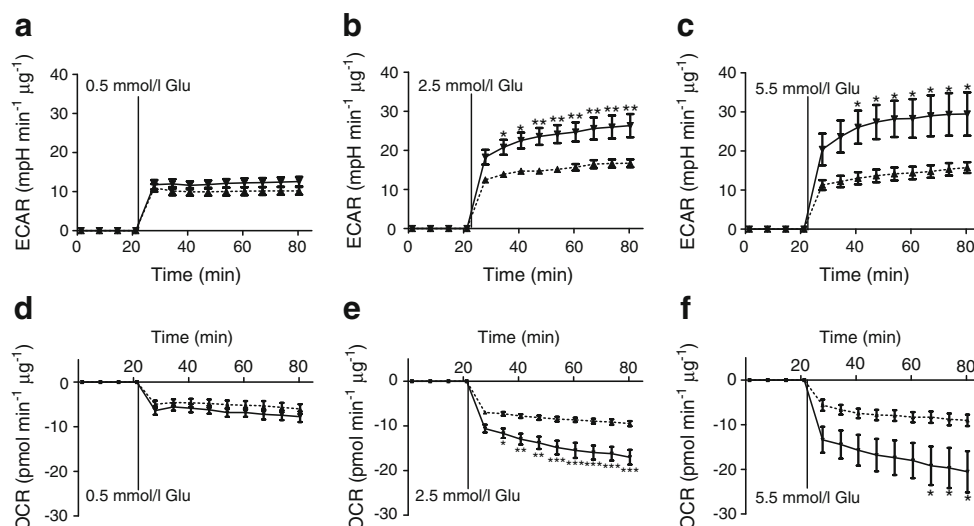 a
b
c
ECAR (mpH min⁻¹ µg⁻¹)
40
30
20
10
0
0.5 mmol/l Glu
0 20 40 60 80
Time (min)
ECAR (mpH min⁻¹ µg⁻¹)
40
30
20
10
0
2.5 mmol/l Glu
* * ** ** ** ** ** **
0 20 40 60 80
Time (min)
ECAR (mpH min⁻¹ µg⁻¹)
40
30
20
10
0
5.5 mmol/l Glu
* * * * * * *
0 20 40 60 80
Time (min)
d
e
f
Time (min)
0 20 40 60 80
OCR (pmol min⁻¹ µg⁻¹)
0
-10
-20
-30
0.5 mmol/l Glu
Time (min)
0 20 40 60 80
OCR (pmol min⁻¹ µg⁻¹)
0
-10
-20
-30
* ** ** *** *** *** *** ***
2.5 mmol/l Glu
Time (min)
0 20 40 60 80
OCR (pmol min⁻¹ µg⁻¹)
0
-10
-20
-30
* * *
5.5 mmol/l Glu